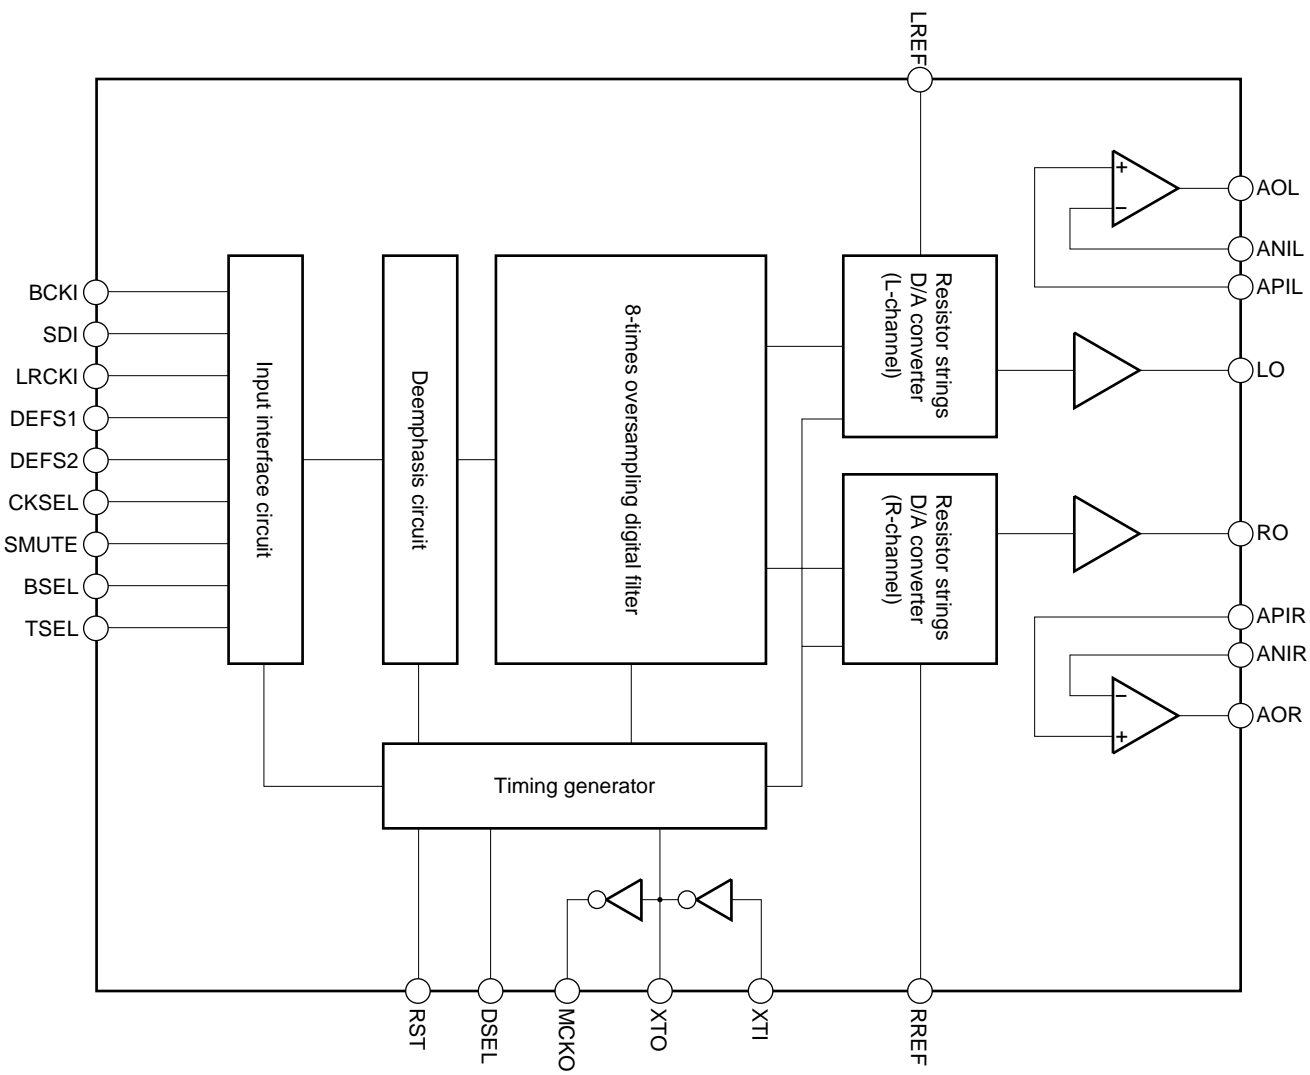 LREF
AOL
ANIL
APIL
LO
RO
APIR
ANIR
AOR
BCKI
SDI
LRCKI
DEFS1
DEFS2
CKSEL
SMUTE
BSEL
TSEL
Input interface circuit
Deemphasis circuit
8-times oversampling digital filter
Resistor strings
D/A converter
(L-channel)
Resistor strings
D/A converter
(R-channel)
+
−
−
+
Timing generator
RST
DSEL
MCKO
XTO
XTI
RREF